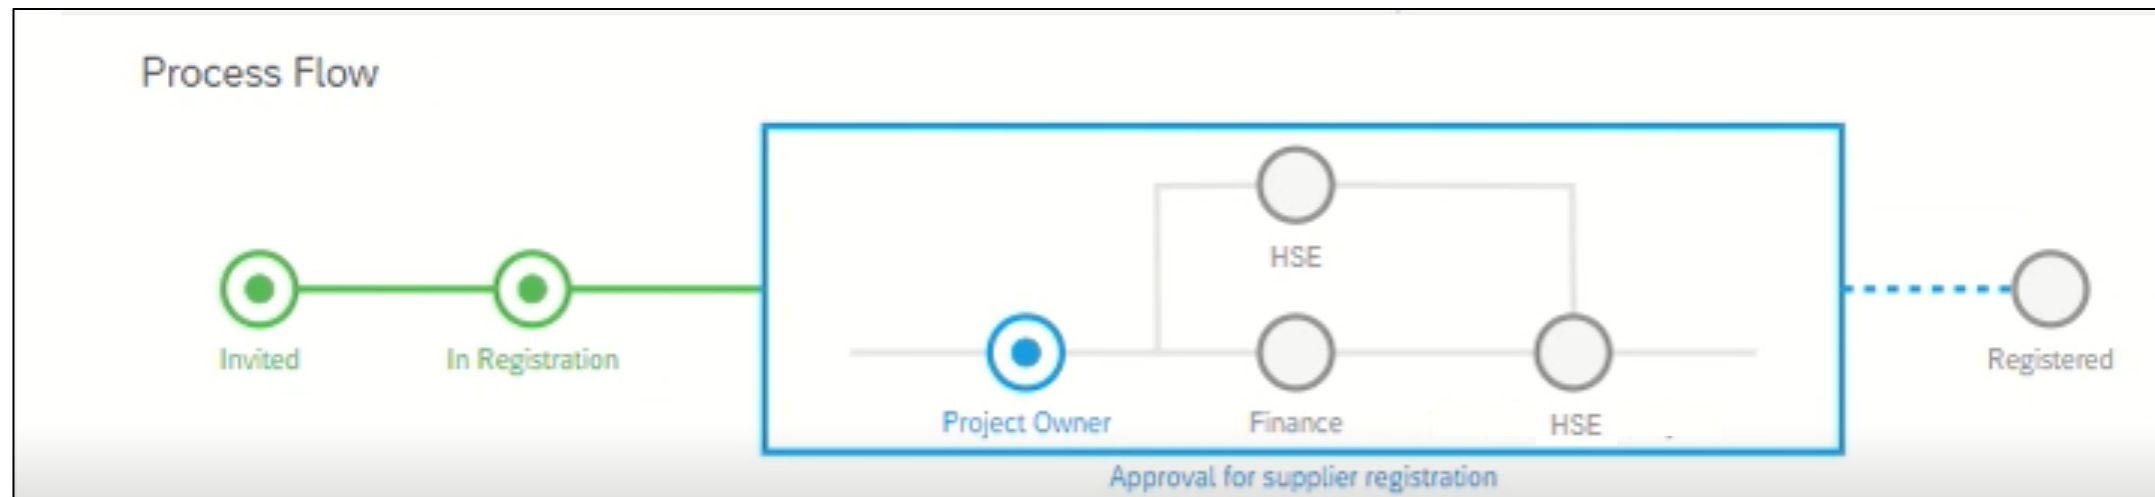 Process Flow
HSE
Invited
In Registration
Registered
Project Owner
Finance
HSE
Approval for supplier registration